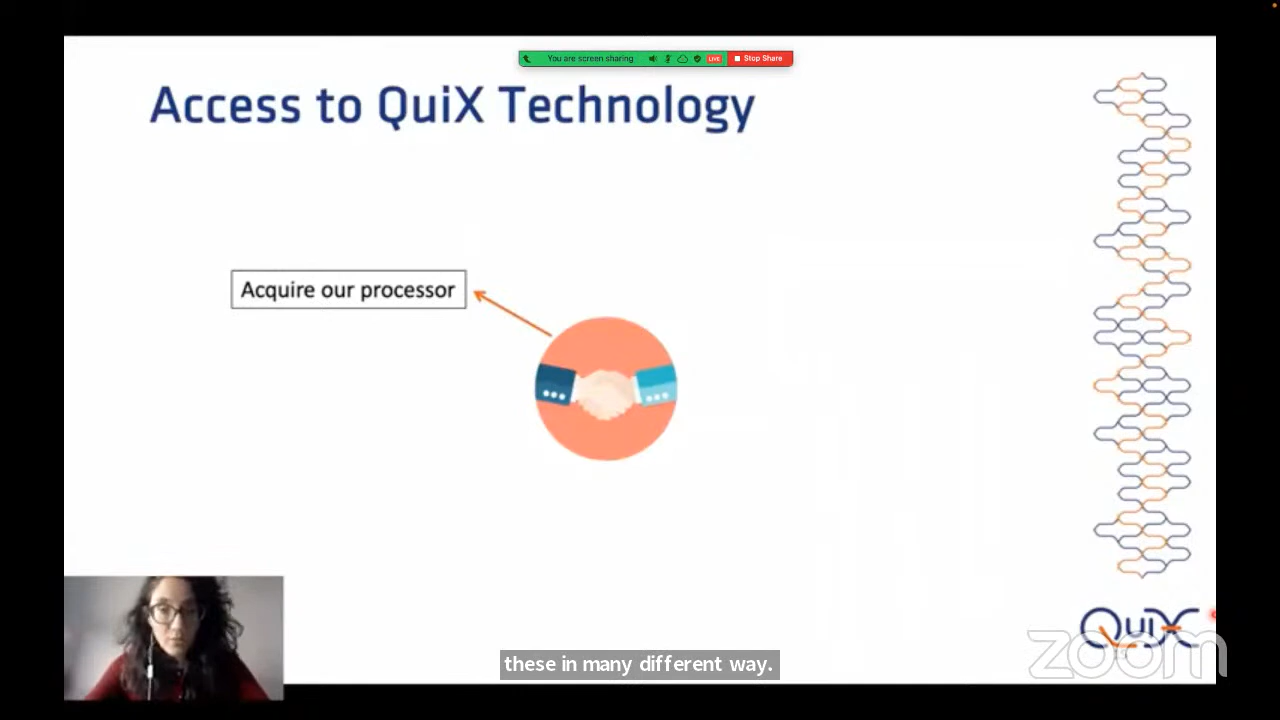 You are screen sharing
LIVE
Stop Share
Access to QuiX Technology
Acquire our processor
QuiX
zoom
these in many different way.